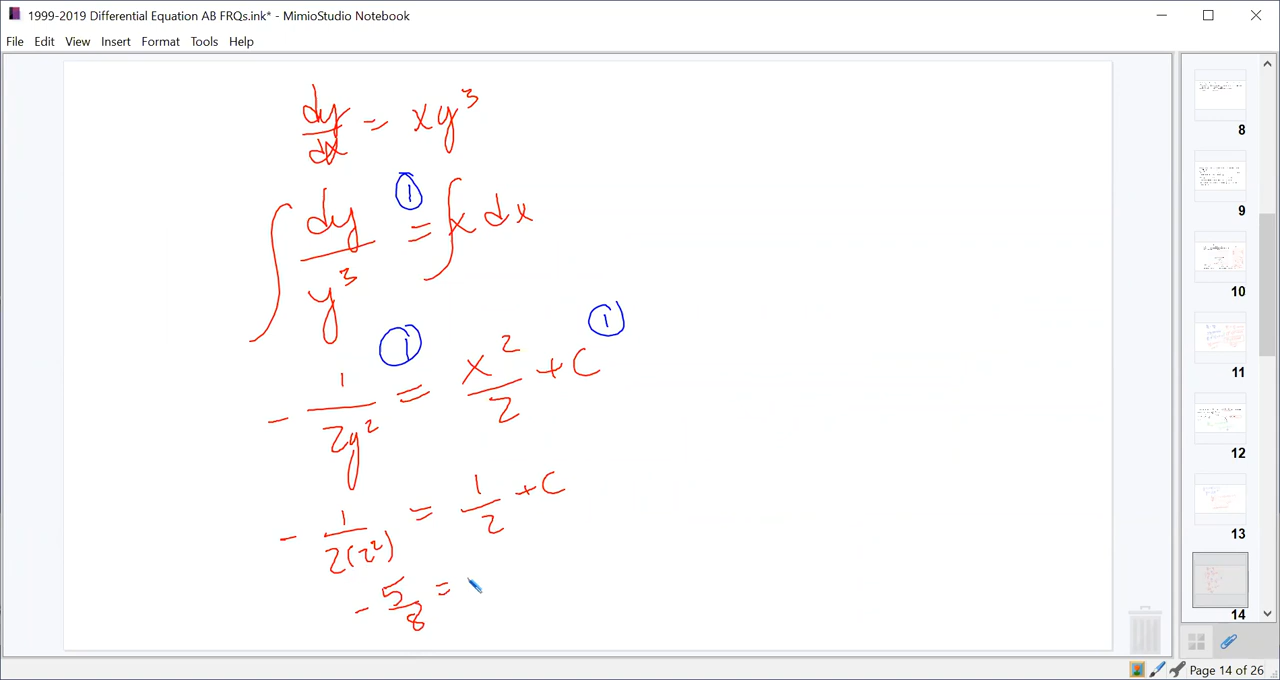 1999-2019 Differential Equation AB FRQs.ink* - MimioStudio Notebook
File Edit View Insert Format Tools Help
dy/dx = xy³
①
∫ dy/y³ = ∫ x dx
① ①
- 1/2y² = x²/2 + C
- 1/2(2²) = 1/2 + C
- 5/8 =
8
9
10
11
12
13
14
Page 14 of 26